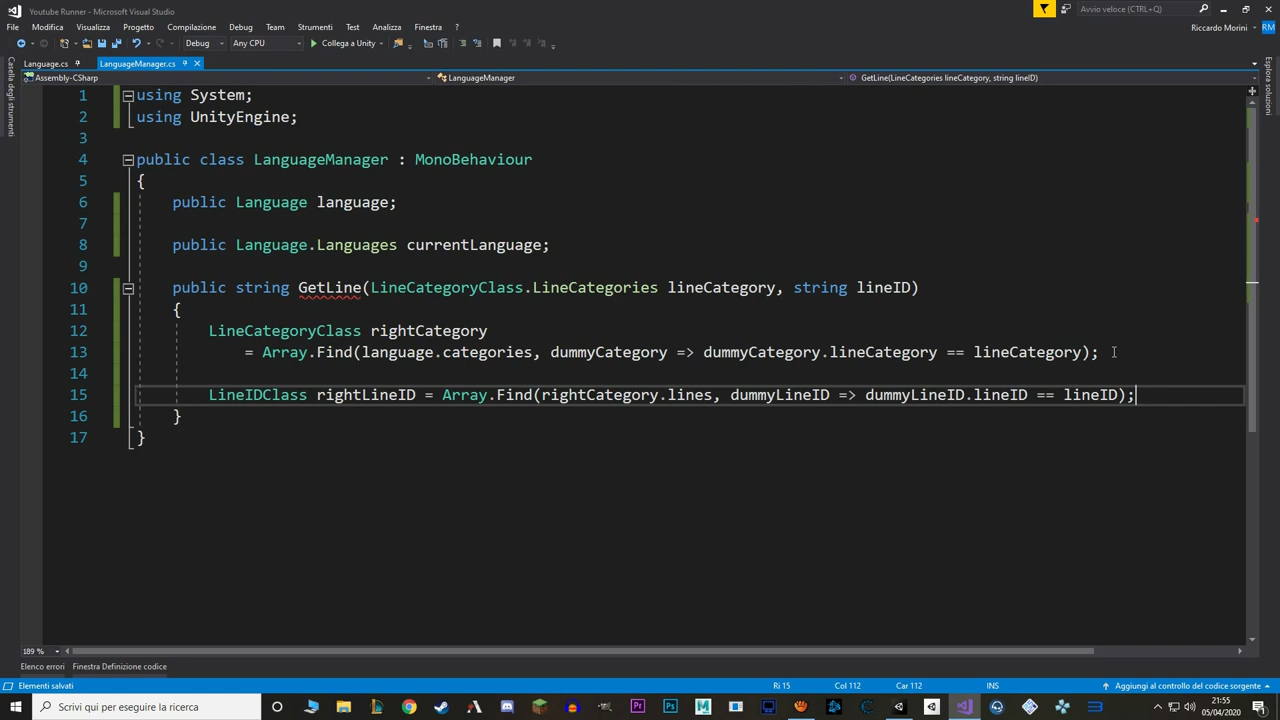 Youtube Runner - Microsoft Visual Studio
Avvio veloce (CTRL+Q)
File Modifica Visualizza Progetto Compilazione Debug Team Strumenti Test Analizza Finestra ?
Riccardo Morini RM
Debug Any CPU Collega a Unity
Language.cs LanguageManager.cs
Casella degli strumenti
Esplora soluzioni
Assembly-CSharp LanguageManager GetLine(LineCategories lineCategory, string lineID)
1 using System;
2 using UnityEngine;
3
4 public class LanguageManager : MonoBehaviour
5 {
6 public Language language;
7
8 public Language.Languages currentLanguage;
9
10 public string GetLine(LineCategoryClass.LineCategories lineCategory, string lineID)
11 {
12 LineCategoryClass rightCategory
13 = Array.Find(language.categories, dummyCategory => dummyCategory.lineCategory == lineCategory);
14
15 LineIDClass rightLineID = Array.Find(rightCategory.lines, dummyLineID => dummyLineID.lineID == lineID);
16 }
17 }
189 %
Elenco errori Finestra Definizione codice
Elementi salvati Ri 15 Col 112 Car 112 INS Aggiungi al controllo del codice sorgente
Scrivi qui per eseguire la ricerca
21:55
05/04/2020